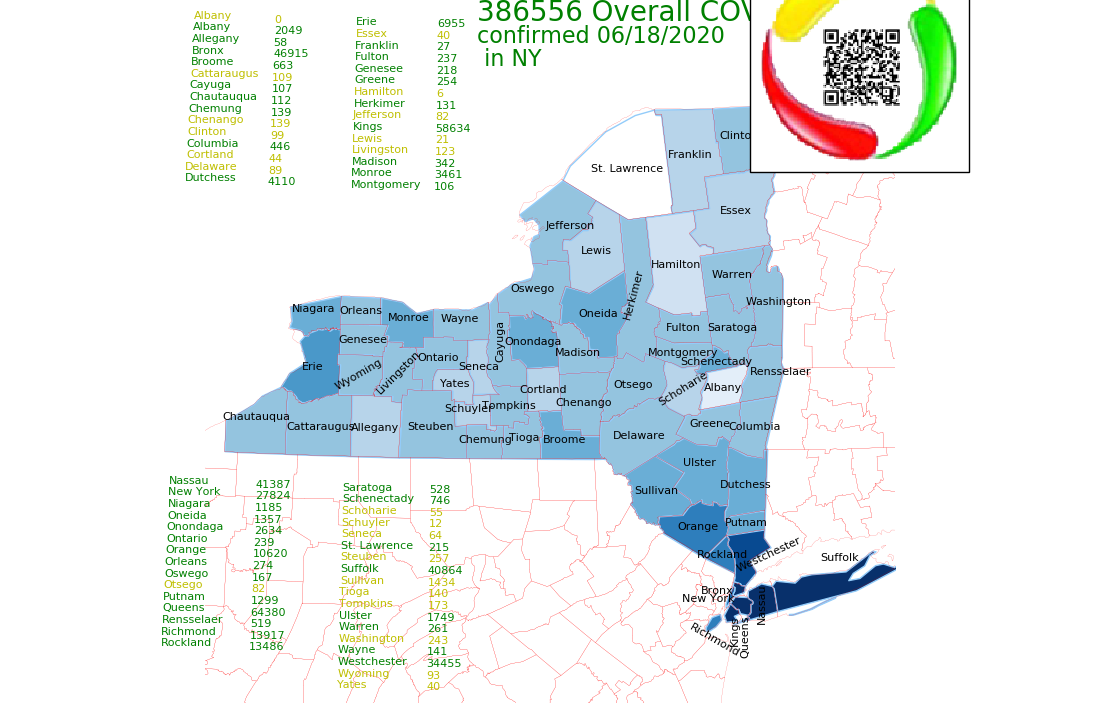 386556 Overall COV
confirmed 06/18/2020
in NY
Albany 0
Albany 2049
Allegany 58
Bronx 46915
Broome 663
Cattaraugus 109
Cayuga 107
Chautauqua 112
Chemung 139
Chenango 139
Clinton 99
Columbia 446
Cortland 44
Delaware 89
Dutchess 4110
Erie 6955
Essex 40
Franklin 27
Fulton 237
Genesee 218
Greene 254
Hamilton 6
Herkimer 131
Jefferson 82
Kings 58634
Lewis 21
Livingston 123
Madison 342
Monroe 3461
Montgomery 106
Clinto
Franklin
St. Lawrence
Essex
Jefferson
Lewis
Hamilton
Warren
Oswego
Herkimer
Washington
Niagara
Orleans
Monroe
Wayne
Oneida
Fulton
Saratoga
Genesee
Cayuga
Onondaga
Madison
Montgomery
Schenectady
Ontario
Seneca
Erie
Wyoming
Livingston
Yates
Otsego
Schoharie
Albany
Rensselaer
Cortland
Chenango
Schuyler
Tompkins
Chautauqua
Cattaraugus
Allegany
Steuben
Chemung
Tioga
Broome
Delaware
Greene
Columbia
Ulster
Sullivan
Dutchess
Orange
Putnam
Rockland
Westchester
Suffolk
Bronx
New York
Nassau
Richmond
Kings
Queens
Nassau 41387
New York 27824
Niagara 1185
Oneida 1357
Onondaga 2634
Ontario 239
Orange 10620
Orleans 274
Oswego 167
Otsego 82
Putnam 1299
Queens 64380
Rensselaer 519
Richmond 13917
Rockland 13486
Saratoga 528
Schenectady 746
Schoharie 55
Schuyler 12
Seneca 64
St. Lawrence 215
Steuben 257
Suffolk 40864
Sullivan 1434
Tioga 140
Tompkins 173
Ulster 1749
Warren 261
Washington 243
Wayne 141
Westchester 34455
Wyoming 93
Yates 40